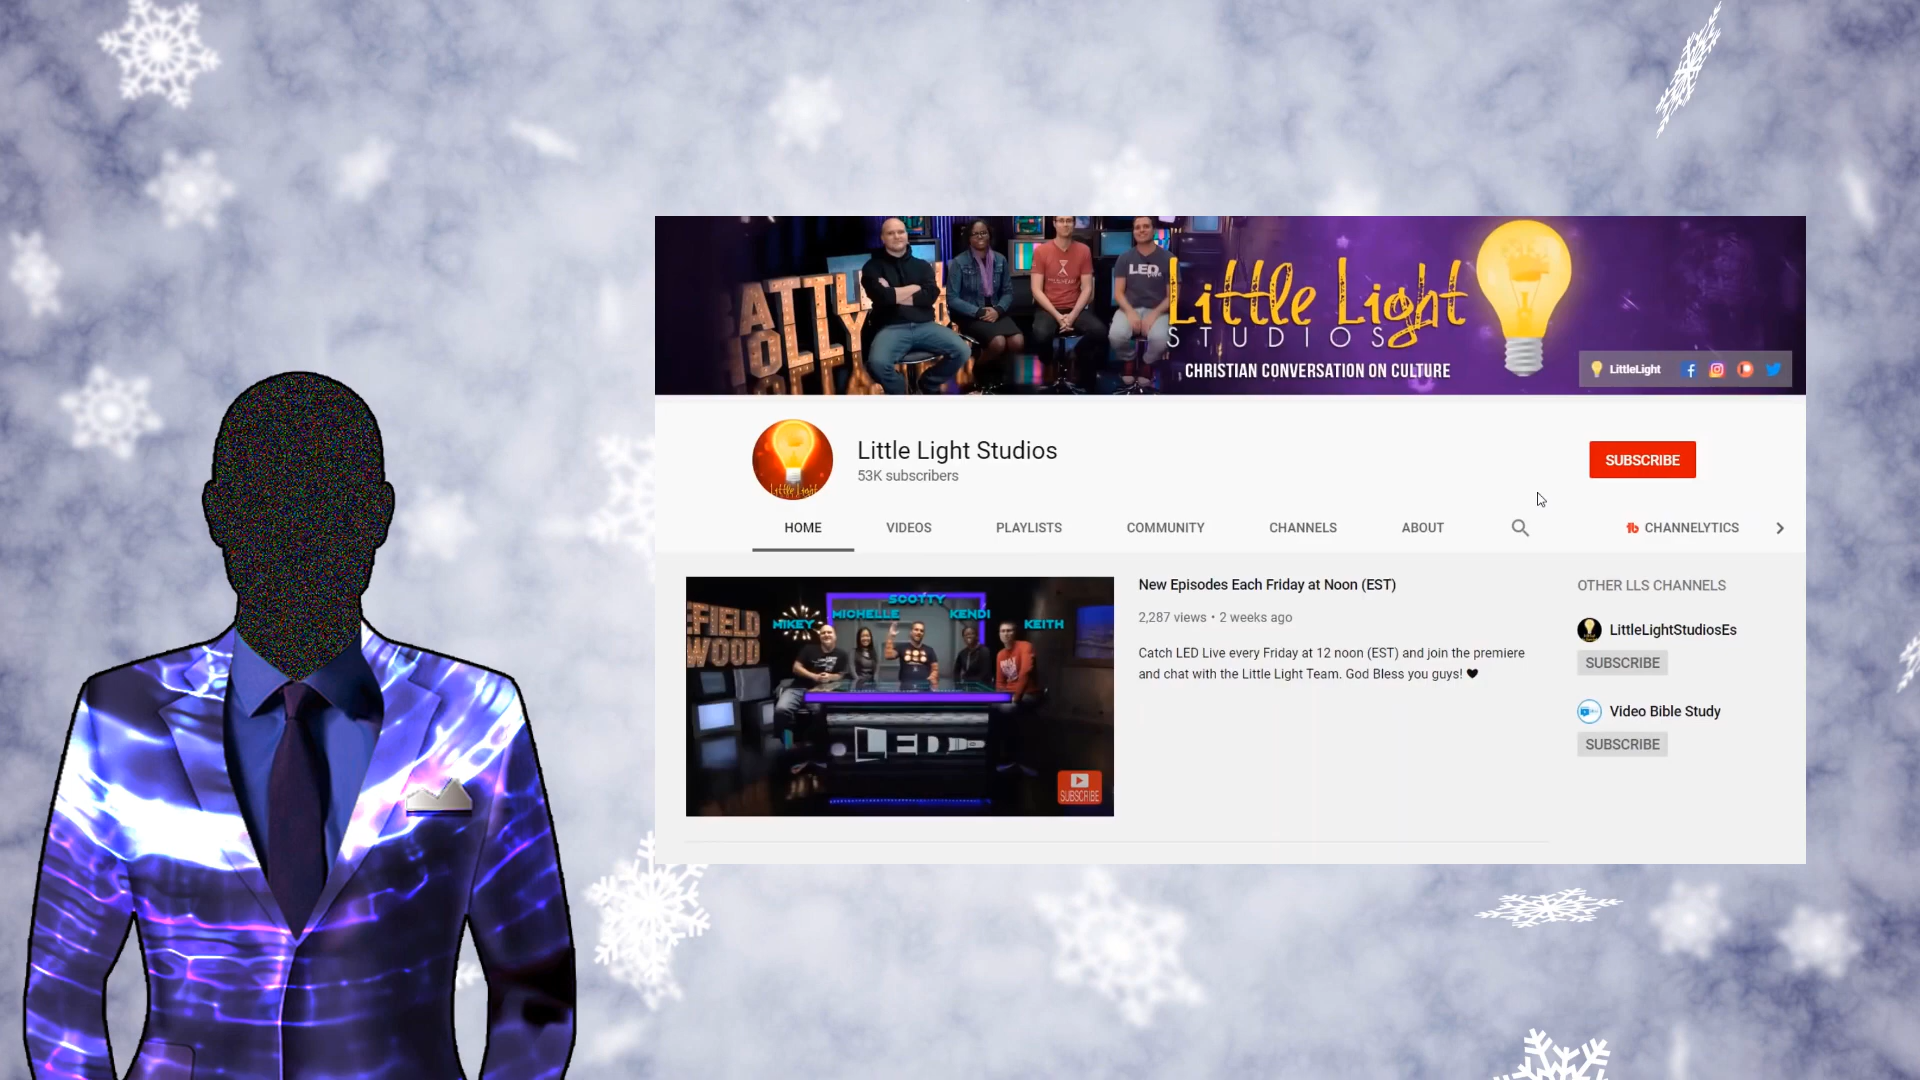 LED
Little Light
STUDIOS
CHRISTIAN CONVERSATION ON CULTURE
LittleLight
Little Light Studios
53K subscribers
SUBSCRIBE
HOME
VIDEOS
PLAYLISTS
COMMUNITY
CHANNELS
ABOUT
CHANNELYTICS
MIKEY
MICHELLE
SCOTTY
KENDI
KEITH
EFIELD
WOOD
LED
SUBSCRIBE
New Episodes Each Friday at Noon (EST)
2,287 views • 2 weeks ago
Catch LED Live every Friday at 12 noon (EST) and join the premiere
and chat with the Little Light Team. God Bless you guys! 🖤
OTHER LLS CHANNELS
LittleLightStudiosEs
SUBSCRIBE
Video Bible Study
SUBSCRIBE